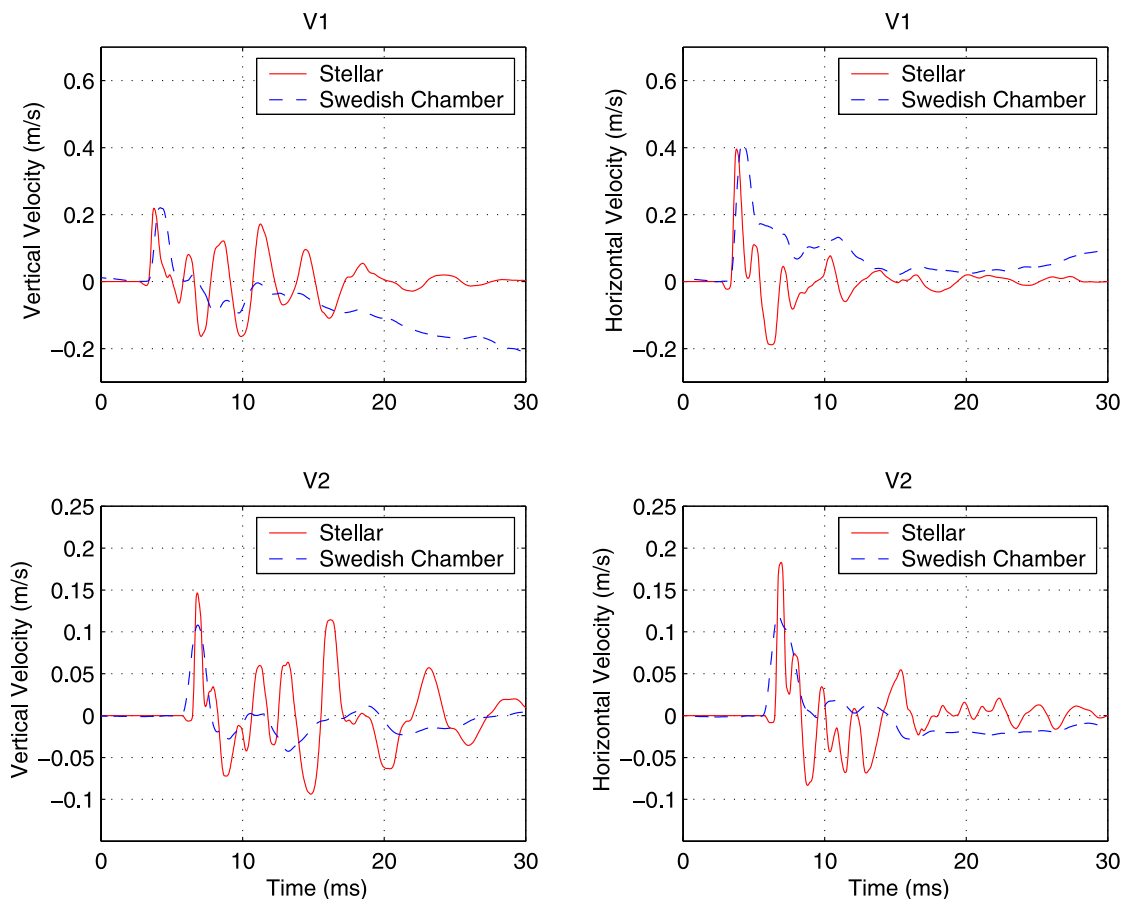 V1
Stellar
Swedish Chamber
Vertical Velocity (m/s)
0.6
0.4
0.2
0
−0.2
0
10
20
30
V1
Stellar
Swedish Chamber
Horizontal Velocity (m/s)
0.6
0.4
0.2
0
−0.2
0
10
20
30
V2
Stellar
Swedish Chamber
Vertical Velocity (m/s)
0.25
0.2
0.15
0.1
0.05
0
−0.05
−0.1
0
10
20
30
Time (ms)
V2
Stellar
Swedish Chamber
Horizontal Velocity (m/s)
0.25
0.2
0.15
0.1
0.05
0
−0.05
−0.1
0
10
20
30
Time (ms)